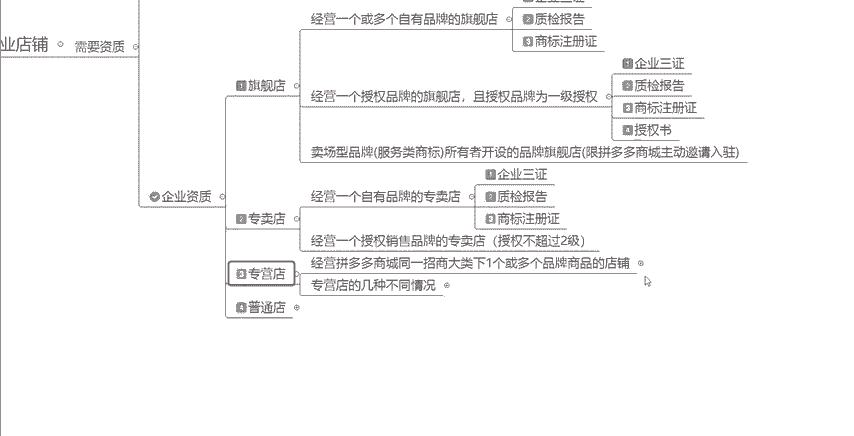 经营一个或多个自有品牌的旗舰店
2质检报告
3商标注册证
业店铺
需要资质
1企业三证
1旗舰店
2质检报告
经营一个授权品牌的旗舰店，且授权品牌为一级授权
3商标注册证
4授权书
卖场型品牌(服务类商标)所有者开设的品牌旗舰店(限拼多多商城主动邀请入驻)
1企业三证
企业资质
经营一个自有品牌的专卖店
2质检报告
2专卖店
3商标注册证
经营一个授权销售品牌的专卖店（授权不超过2级）
经营拼多多商城同一招商大类下1个或多个品牌商品的店铺
3专营店
专营店的几种不同情况
4普通店